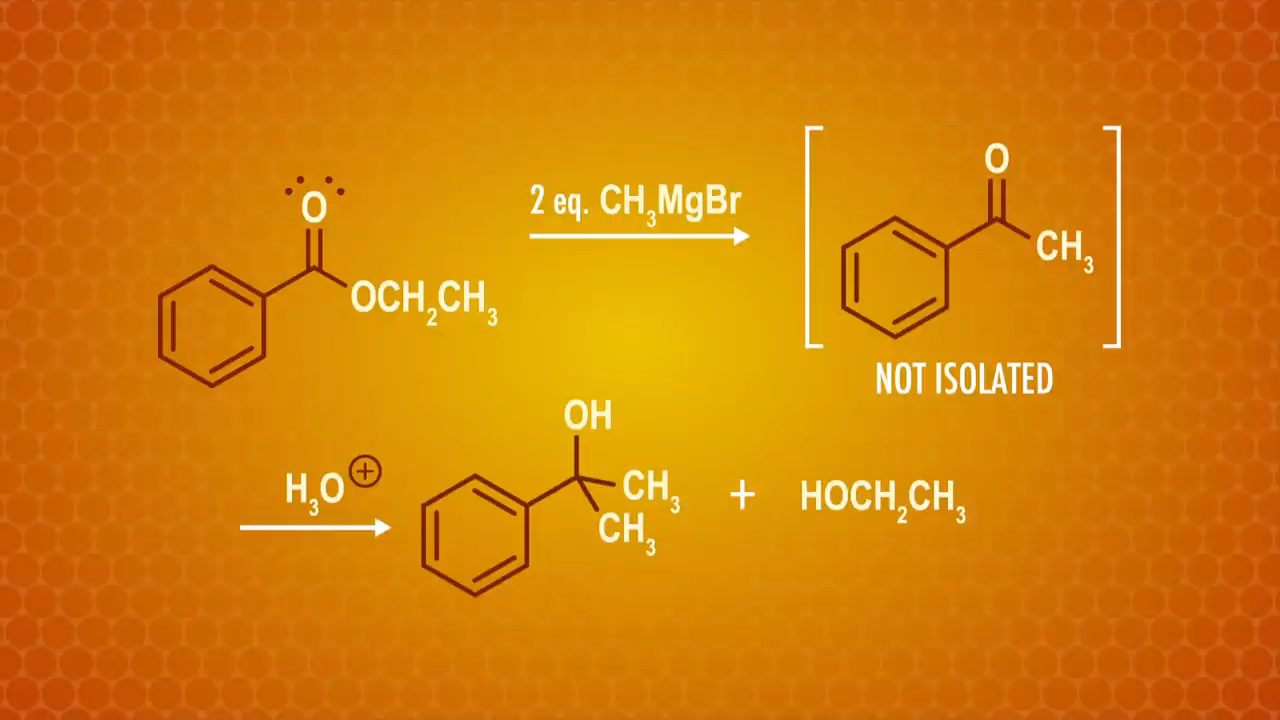 O
OCH₂CH₃
2 eq. CH₃MgBr
O
CH₃
NOT ISOLATED
H₃O⊕
OH
CH₃
CH₃
+ HOCH₂CH₃